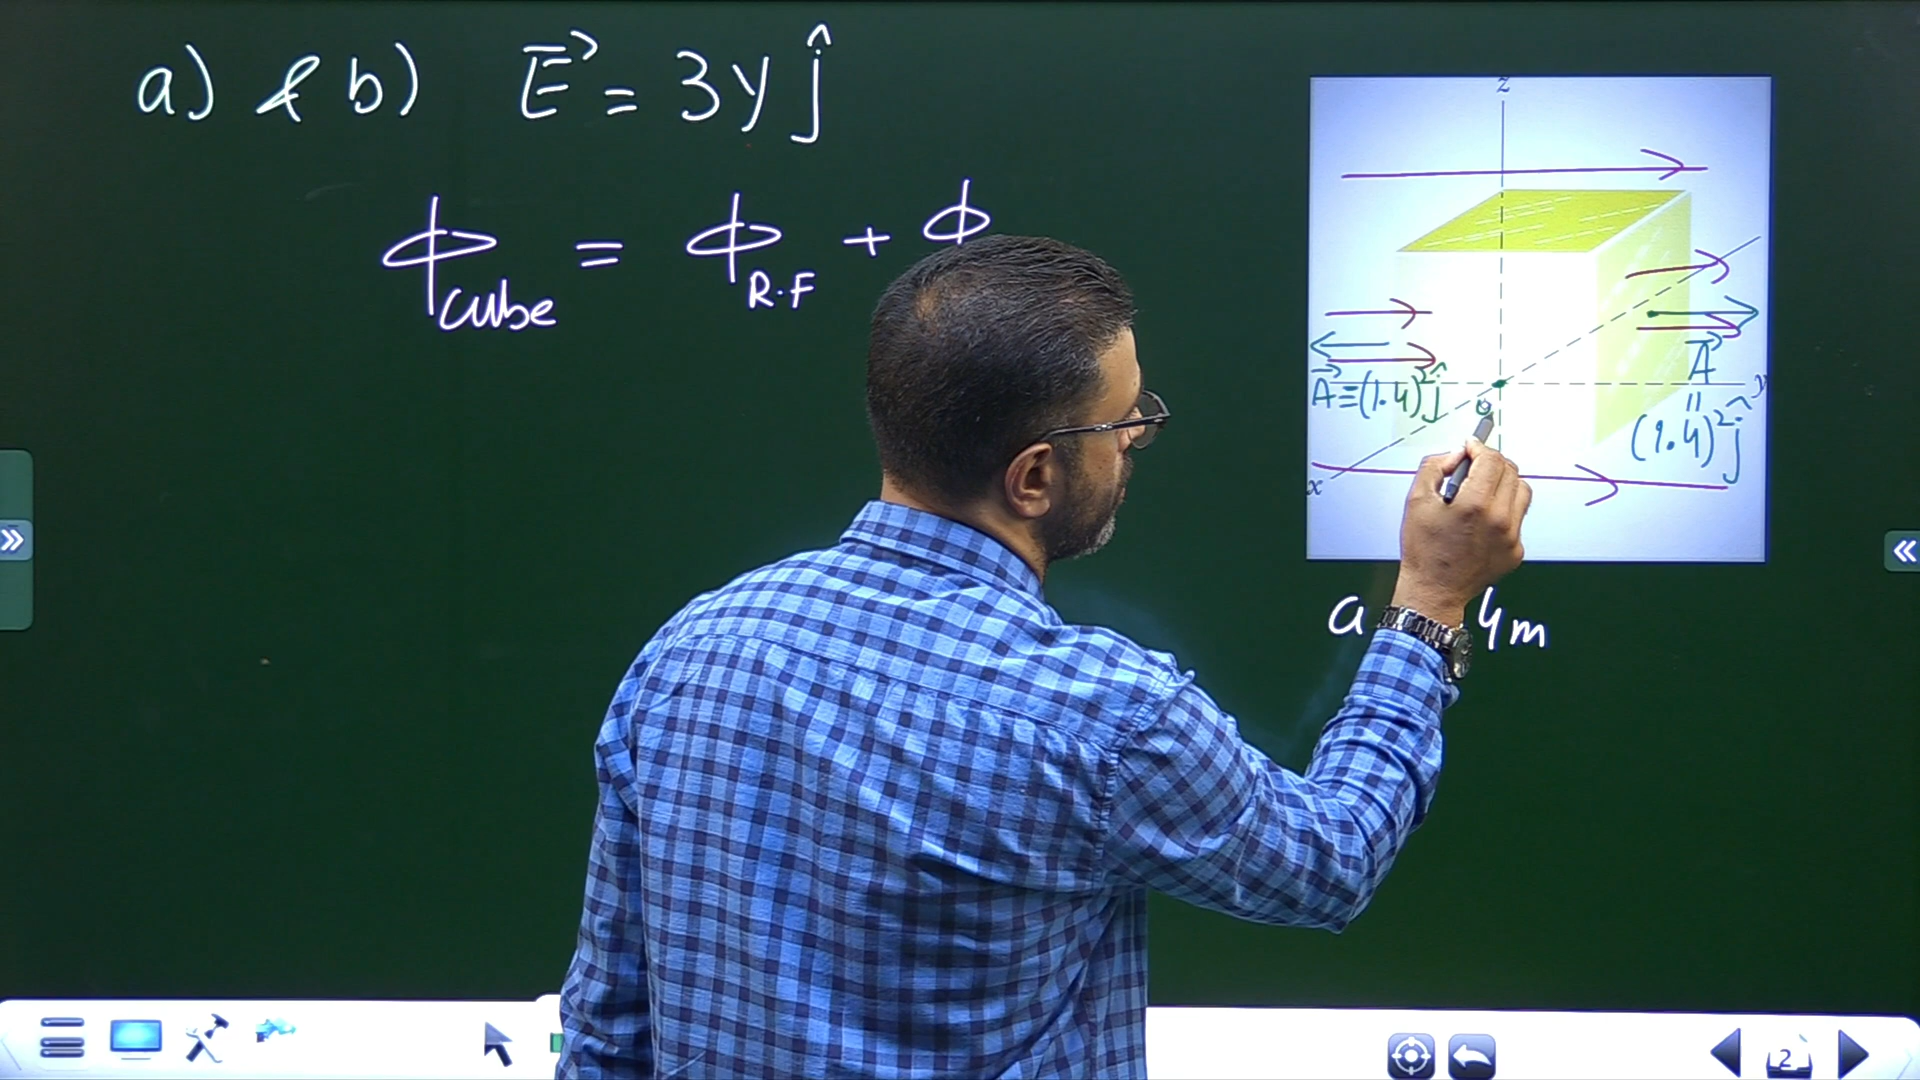 a) & b) E⃗ = 3y ĵ
ϕcube = ϕR.F + ϕ
z
A⃗ = (1.4)² ĵ
A⃗
y
=
(1.4)² ĵ
x
a 4m
2